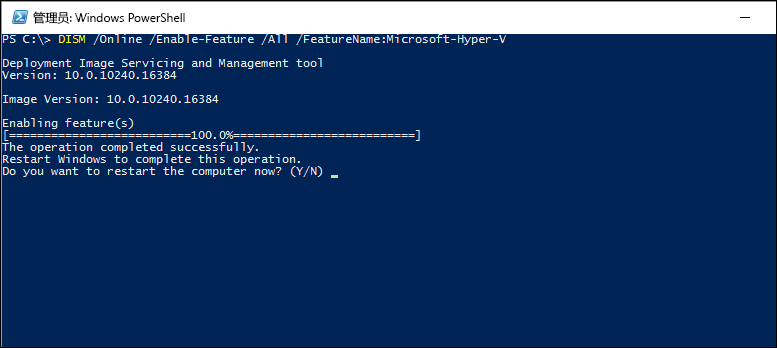 管理员: Windows PowerShell
PS C:\> DISM /Online /Enable-Feature /All /FeatureName:Microsoft-Hyper-V
Deployment Image Servicing and Management tool
Version: 10.0.10240.16384
Image Version: 10.0.10240.16384
Enabling feature(s)
[==========================100.0%==========================]
The operation completed successfully.
Restart Windows to complete this operation.
Do you want to restart the computer now? (Y/N)